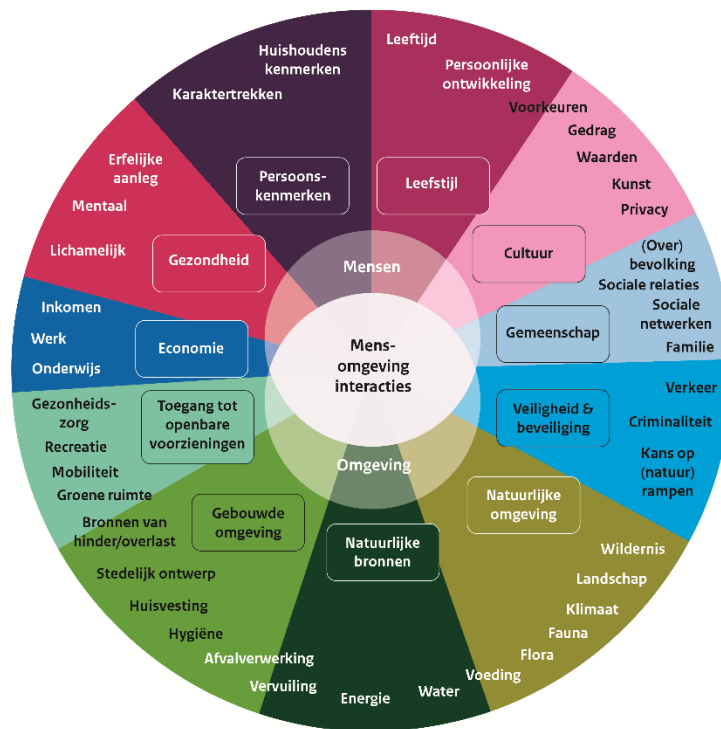 Huishoudens
kenmerken
Karaktertrekken
Persoons-
kenmerken
Leeftijd
Persoonlijke
ontwikkeling
Leefstijl
Voorkeuren
Gedrag
Waarden
Kunst
Privacy
Cultuur
(Over)
bevolking
Sociale relaties
Sociale
netwerken
Familie
Gemeenschap
Verkeer
Criminaliteit
Kans op
(natuur)
rampen
Veiligheid &
beveiliging
Natuurlijke
omgeving
Wildernis
Landschap
Klimaat
Fauna
Flora
Voeding
Natuurlijke
bronnen
Water
Energie
Gebouwde
omgeving
Bronnen van
hinder/overlast
Stedelijk ontwerp
Huisvesting
Hygiëne
Afvalverwerking
Vervuiling
Toegang tot
openbare
voorzieningen
Gezonheids-
zorg
Recreatie
Mobiliteit
Groene ruimte
Economie
Inkomen
Werk
Onderwijs
Gezondheid
Erfelijke
aanleg
Mentaal
Lichamelijk
Mensen
Mens-
omgeving
interacties
Omgeving